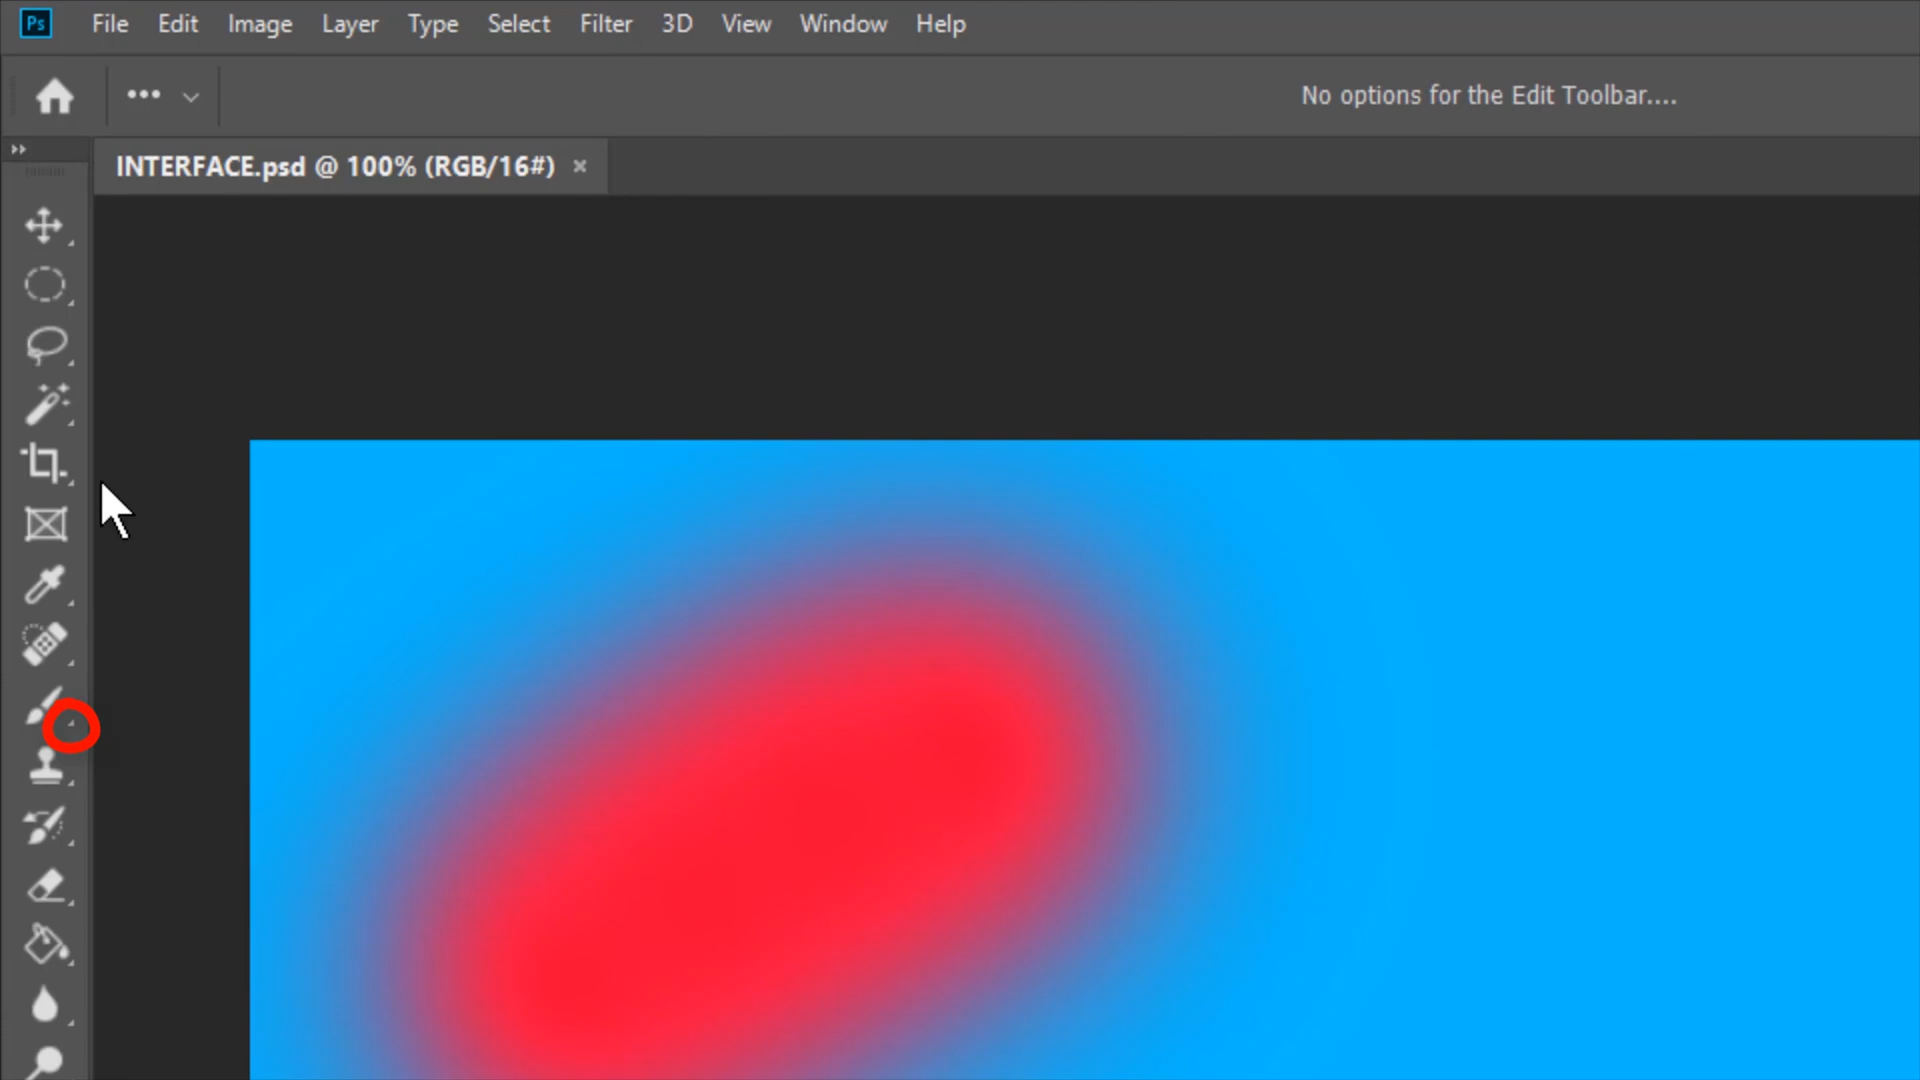 Ps File Edit Image Layer Type Select Filter 3D View Window Help
No options for the Edit Toolbar....
INTERFACE.psd @ 100% (RGB/16#) ×